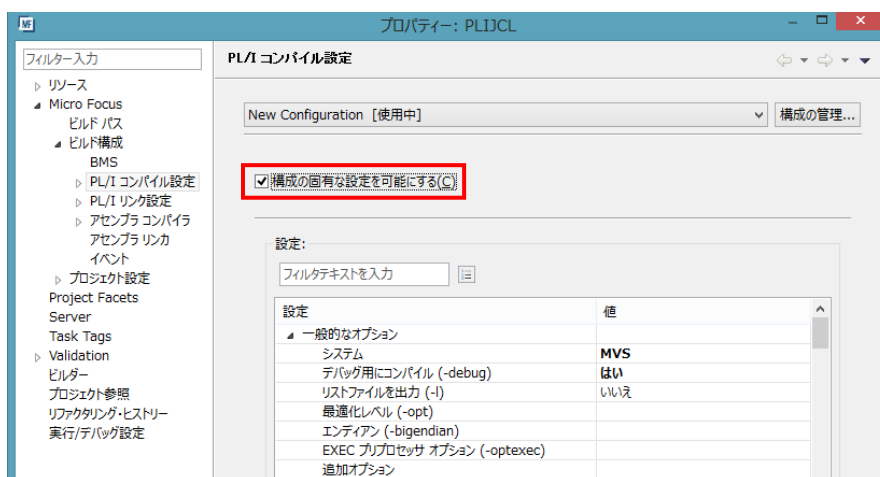 MF
プロパティー: PLIJCL
フィルター入力
リソース
Micro Focus
ビルド パス
ビルド構成
BMS
PL/I コンパイル設定
PL/I リンク設定
アセンブラ コンパイラ
アセンブラ リンカ
イベント
プロジェクト設定
Project Facets
Server
Task Tags
Validation
ビルダー
プロジェクト参照
リファクタリング・ヒストリー
実行/デバッグ設定
PL/I コンパイル設定
New Configuration [使用中]
構成の管理...
構成の固有な設定を可能にする(C)
設定:
フィルタテキストを入力
設定 値
一般的なオプション
システム MVS
デバッグ用にコンパイル (-debug) はい
リストファイルを出力 (-l) いいえ
最適化レベル (-opt)
エンディアン (-bigendian)
EXEC プリプロセッサ オプション (-optexec)
追加オプション